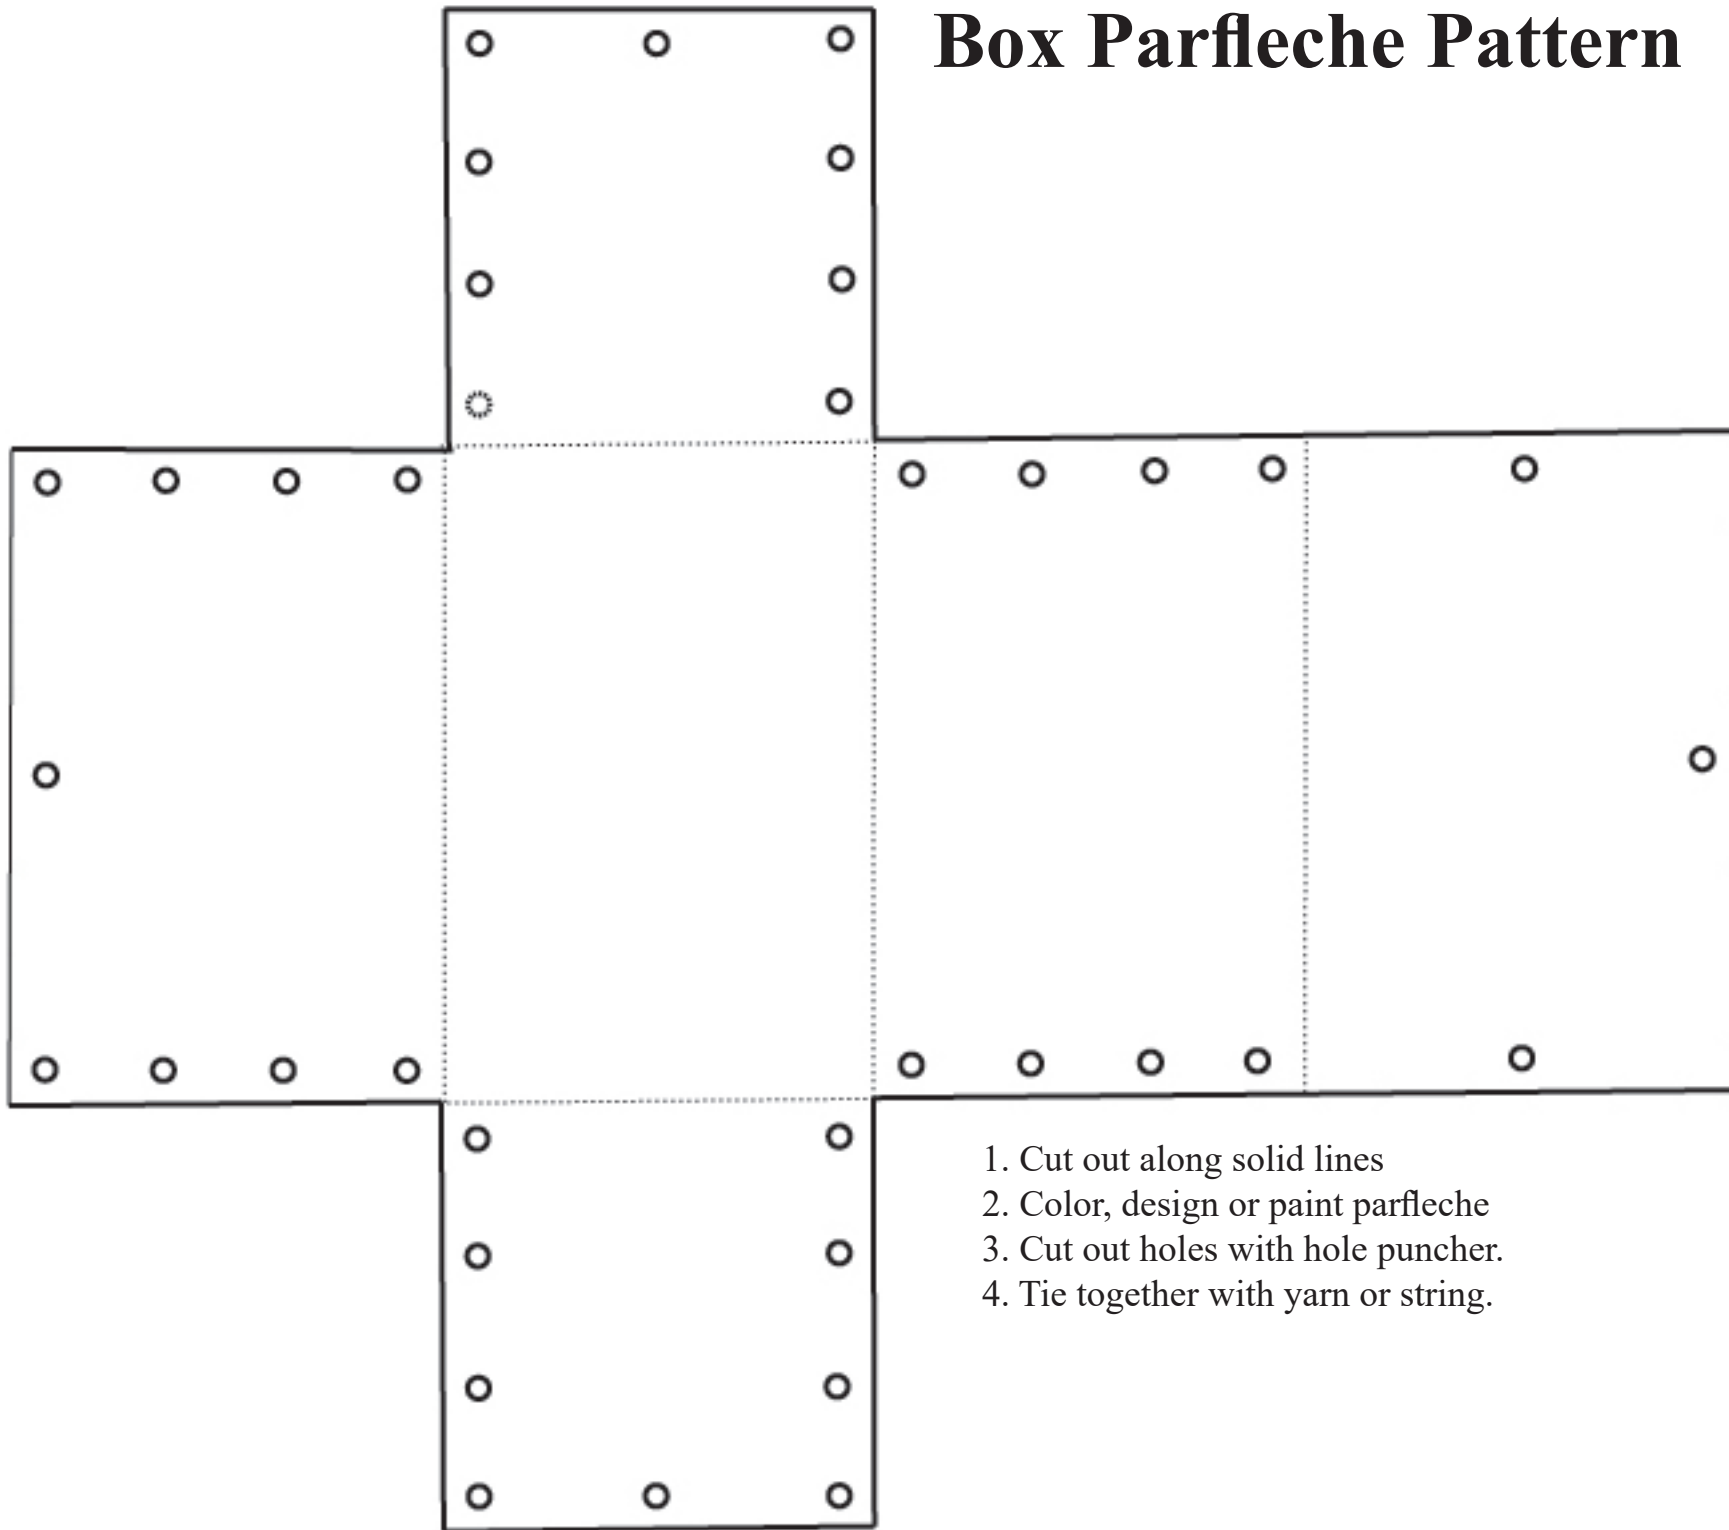 Box Parfleche Pattern
1. Cut out along solid lines
2. Color, design or paint parfleche
3. Cut out holes with hole puncher.
4. Tie together with yarn or string.